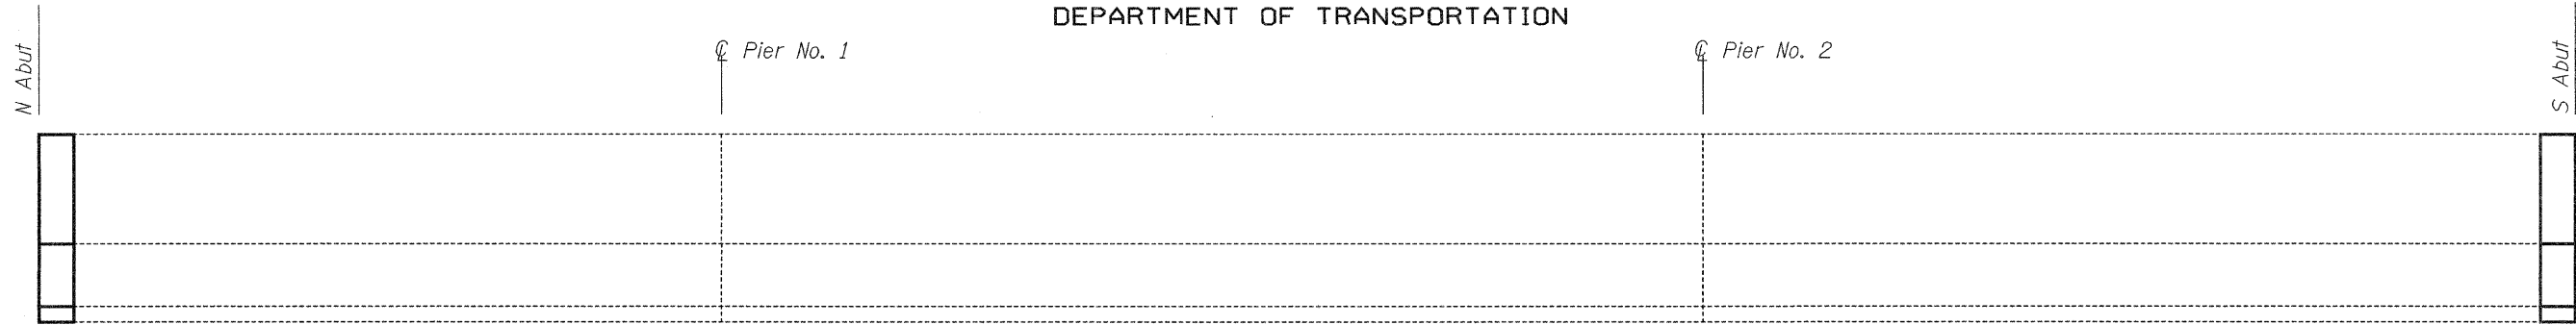 DEPARTMENT OF TRANSPORTATION
N Abut
℄ Pier No. 1
℄ Pier No. 2
S Abut